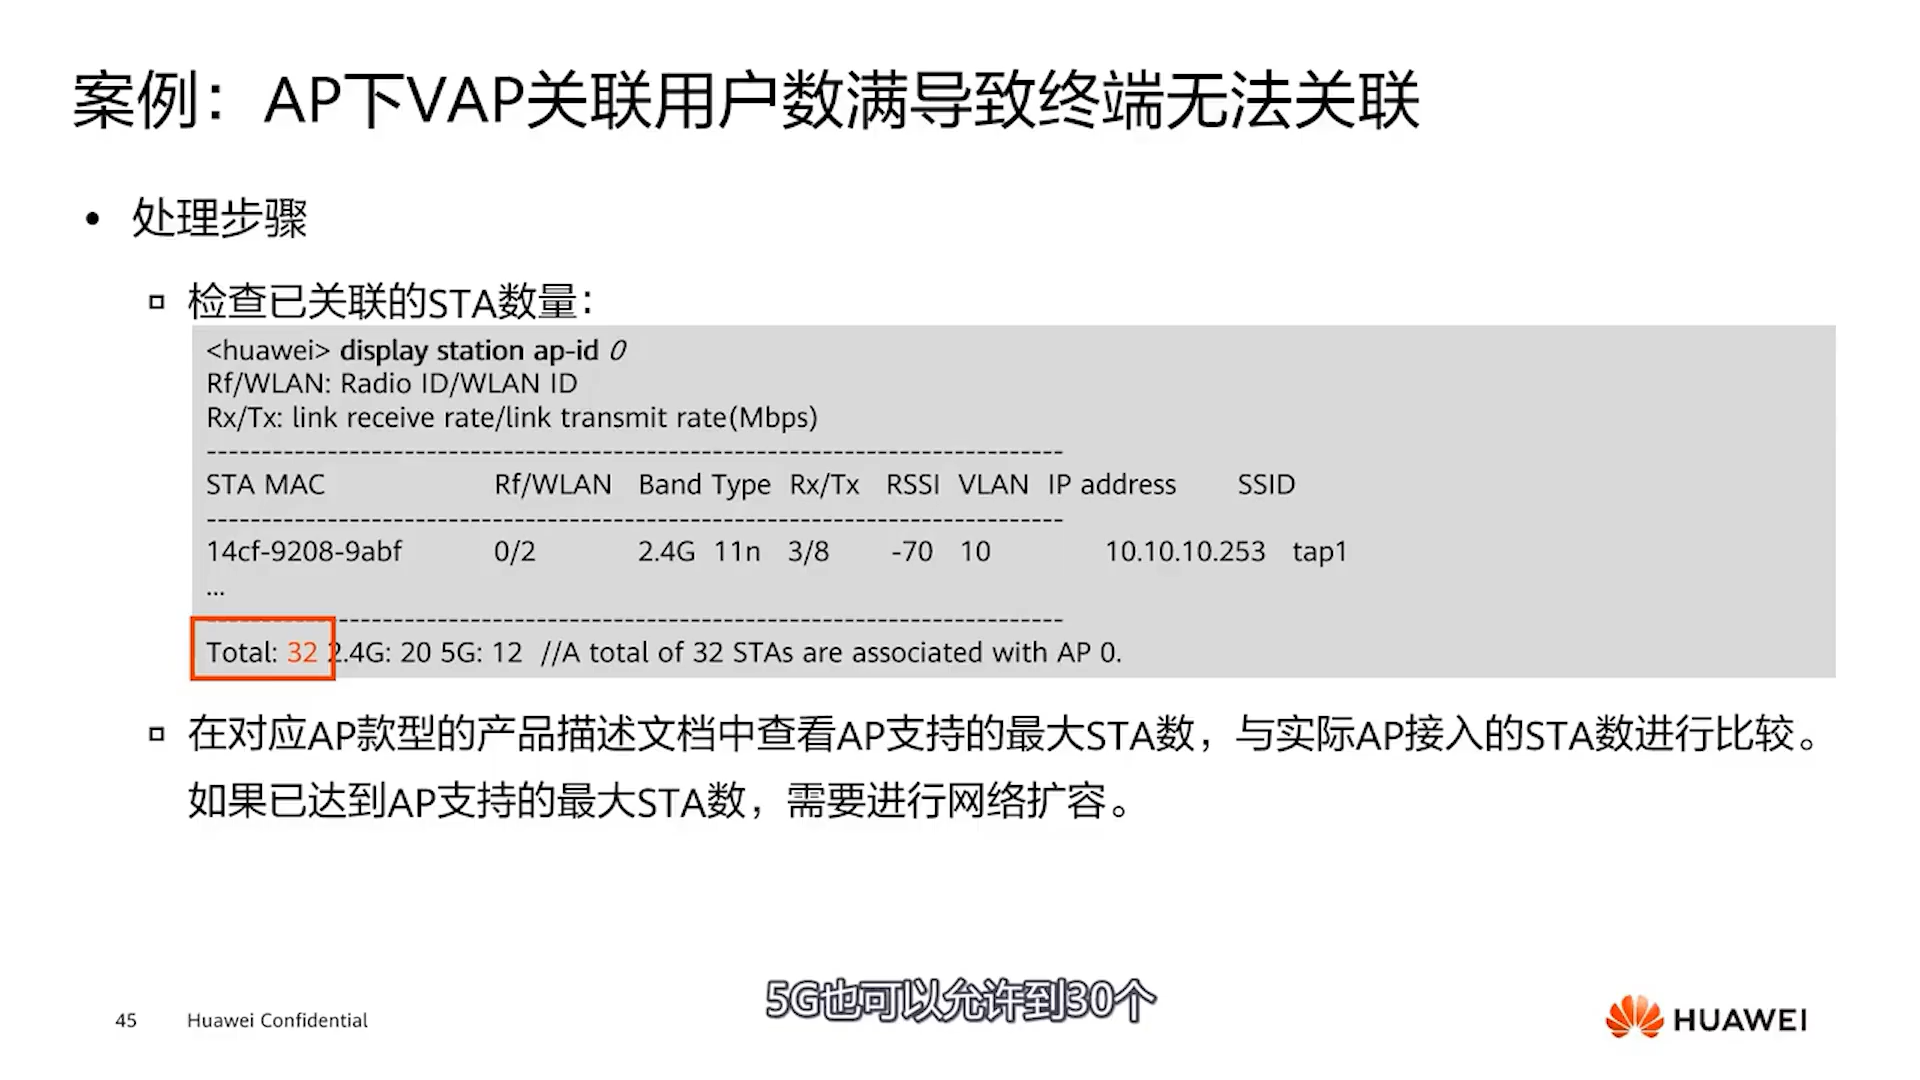 案例：AP下VAP关联用户数满导致终端无法关联
• 处理步骤
▫ 检查已关联的STA数量：
<huawei> display station ap-id 0
Rf/WLAN: Radio ID/WLAN ID
Rx/Tx: link receive rate/link transmit rate(Mbps)
------------------------------------------------------------------------------
STA MAC Rf/WLAN Band Type Rx/Tx RSSI VLAN IP address SSID
------------------------------------------------------------------------------
14cf-9208-9abf 0/2 2.4G 11n 3/8 -70 10 10.10.10.253 tap1
...
------------------------------------------------------------------------------
Total: 32 2.4G: 20 5G: 12 //A total of 32 STAs are associated with AP 0.
▫ 在对应AP款型的产品描述文档中查看AP支持的最大STA数，与实际AP接入的STA数进行比较。
如果已达到AP支持的最大STA数，需要进行网络扩容。
5G也可以允许到30个
45 Huawei Confidential
HUAWEI